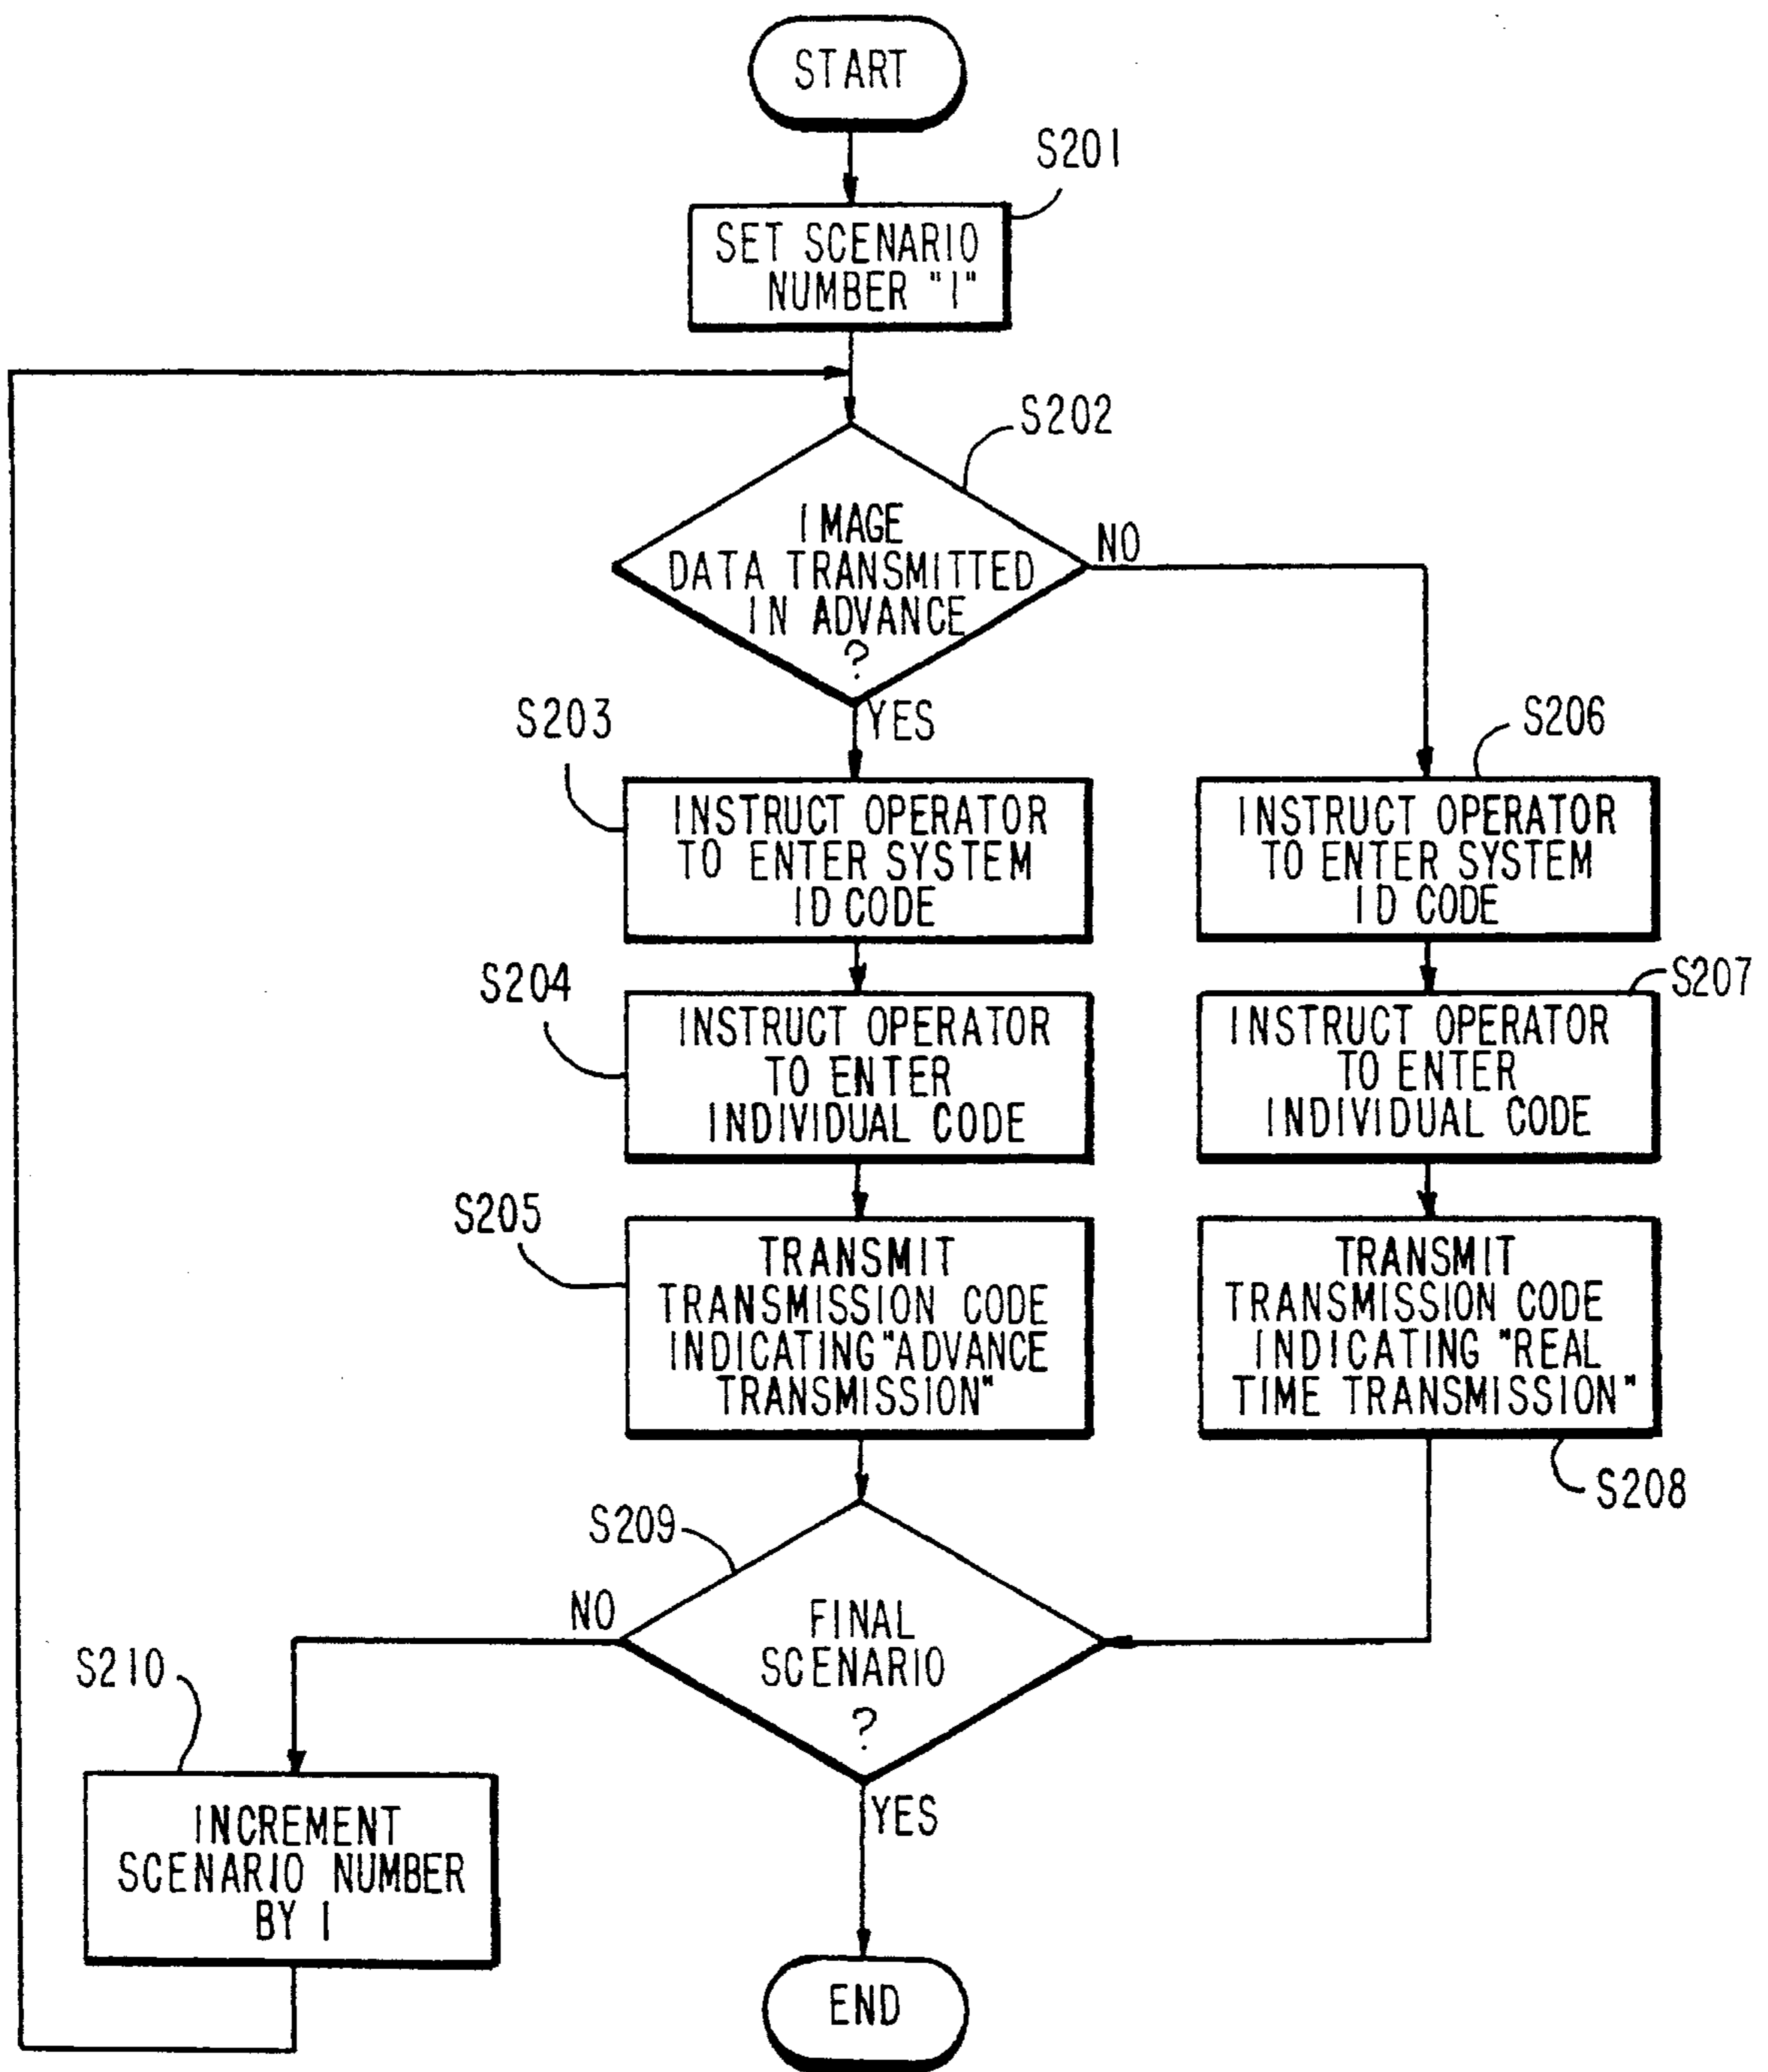 START
S201
SET SCENARIO
NUMBER "1"
S202
IMAGE
DATA TRANSMITTED
IN ADVANCE
?
NO
YES
S203
INSTRUCT OPERATOR
TO ENTER SYSTEM
ID CODE
S206
INSTRUCT OPERATOR
TO ENTER SYSTEM
ID CODE
S204
INSTRUCT OPERATOR
TO ENTER
INDIVIDUAL CODE
S207
INSTRUCT OPERATOR
TO ENTER
INDIVIDUAL CODE
S205
TRANSMIT
TRANSMISSION CODE
INDICATING "ADVANCE
TRANSMISSION"
TRANSMIT
TRANSMISSION CODE
INDICATING "REAL
TIME TRANSMISSION"
S208
S209
FINAL
SCENARIO
?
NO
YES
S210
INCREMENT
SCENARIO NUMBER
BY 1
END